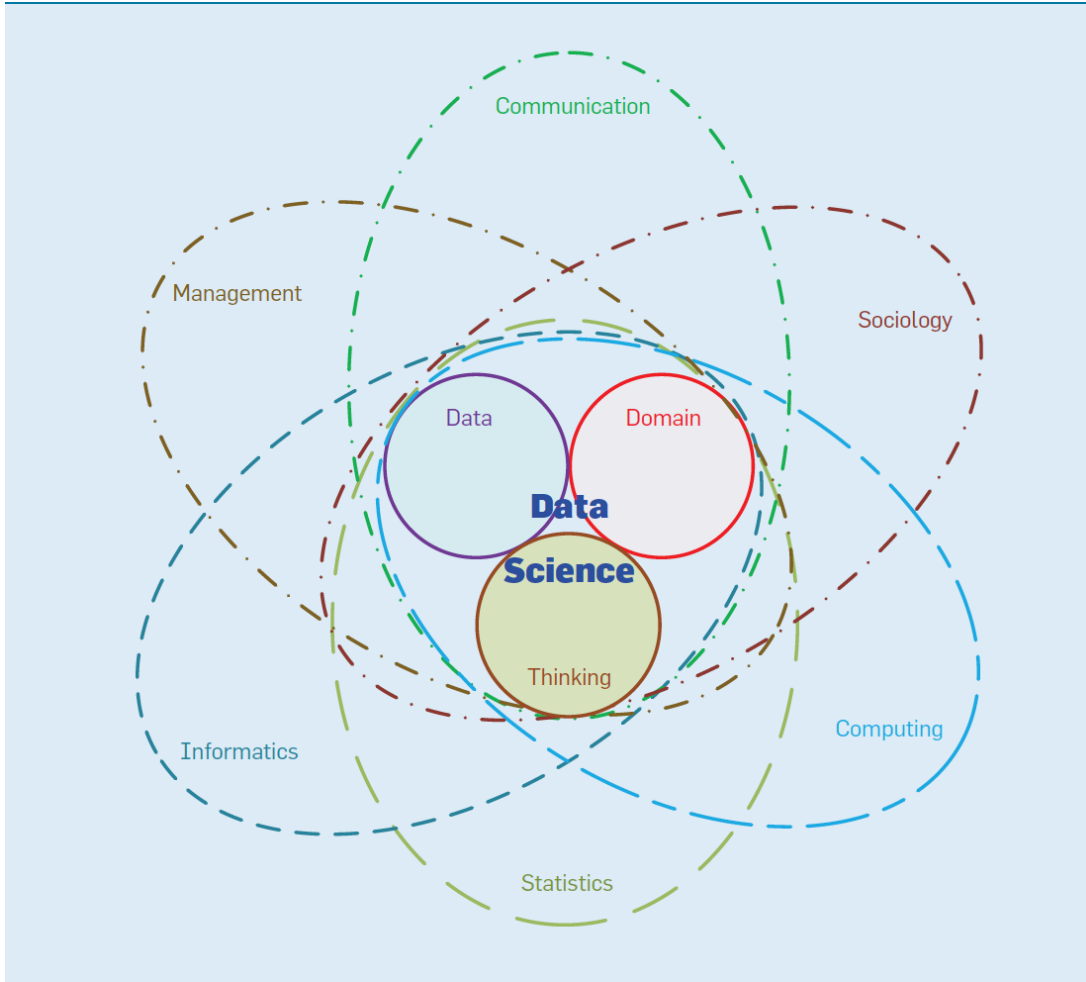 Communication
Management
Sociology
Data
Domain
Data
Science
Thinking
Informatics
Computing
Statistics